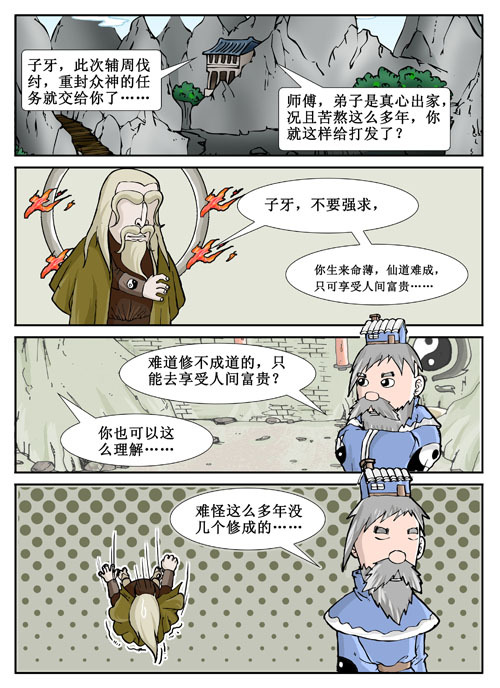 子牙，此次辅周伐
纣，重封众神的任
务就交给你了……
师傅，弟子是真心出家，
况且苦熬这么多年，你
就这样给打发了？
子牙，不要强求，
你生来命薄，仙道难成，
只可享受人间富贵……
难道修不成道的，只
能去享受人间富贵？
你也可以这
么理解……
难怪这么多年没
几个修成的……